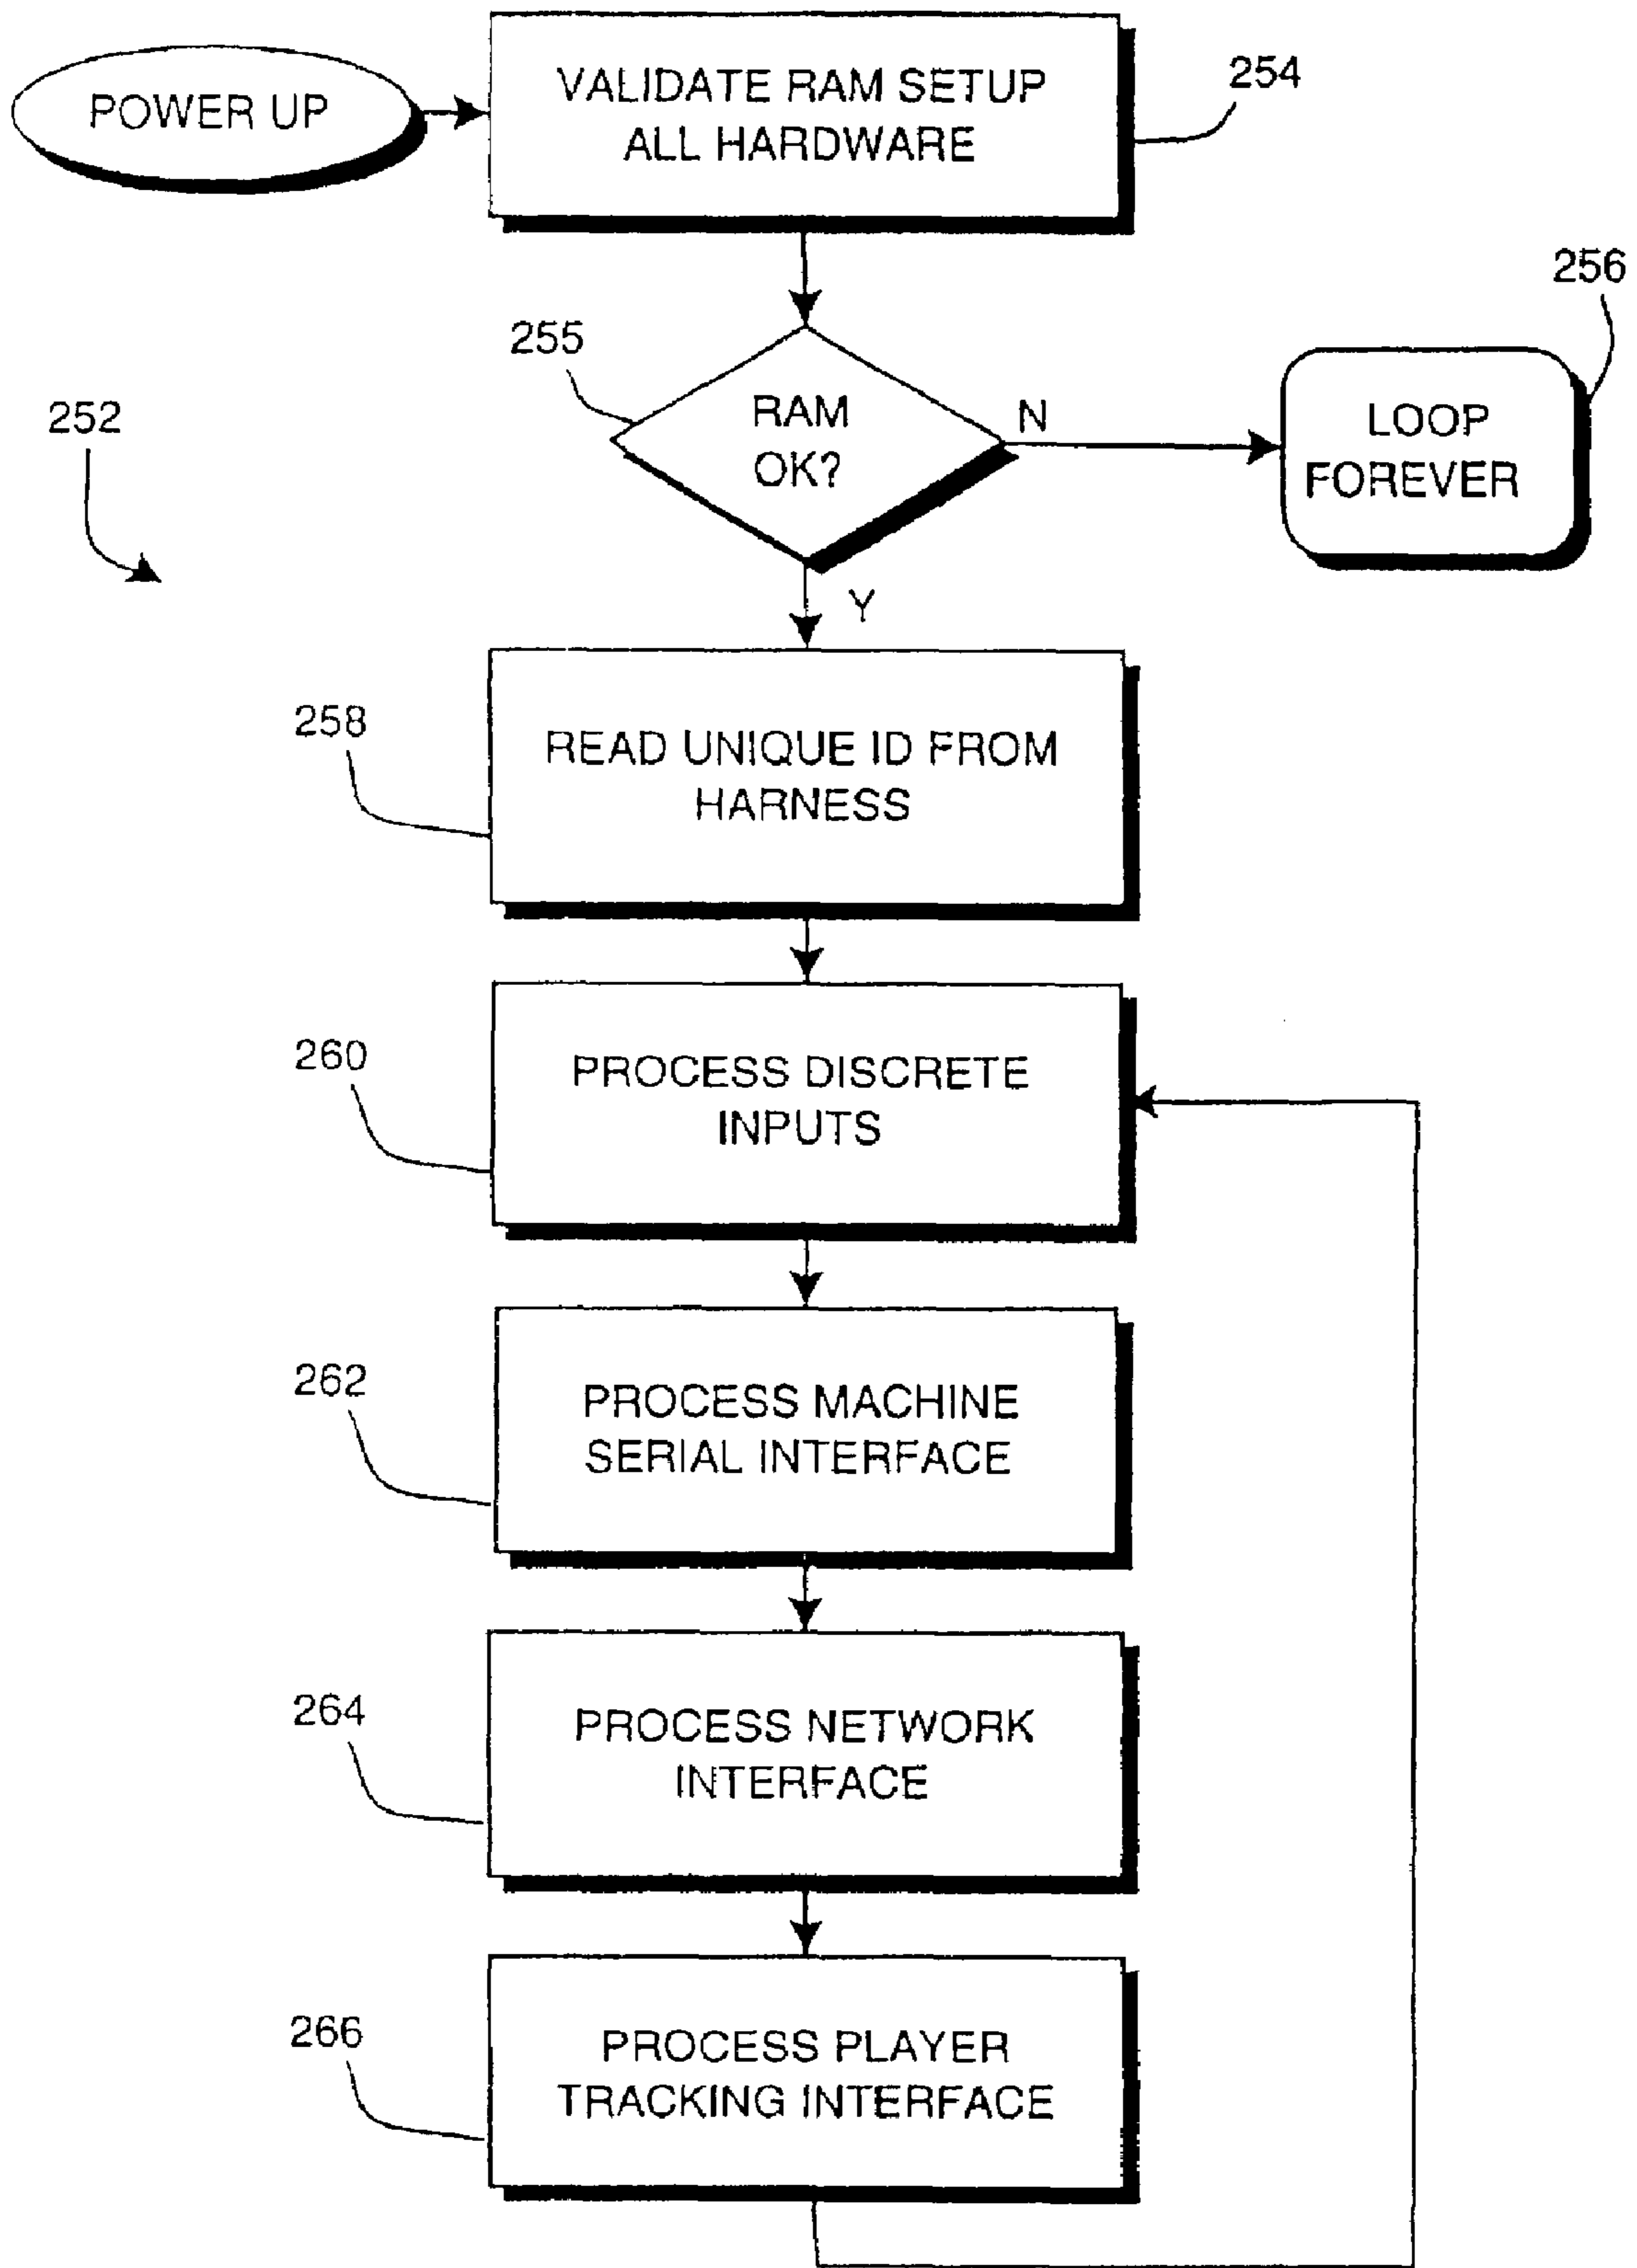 POWER UP
VALIDATE RAM SETUP
ALL HARDWARE
254
255
RAM
OK?
N
256
LOOP
FOREVER
252
Y
258
READ UNIQUE ID FROM
HARNESS
260
PROCESS DISCRETE
INPUTS
262
PROCESS MACHINE
SERIAL INTERFACE
264
PROCESS NETWORK
INTERFACE
266
PROCESS PLAYER
TRACKING INTERFACE